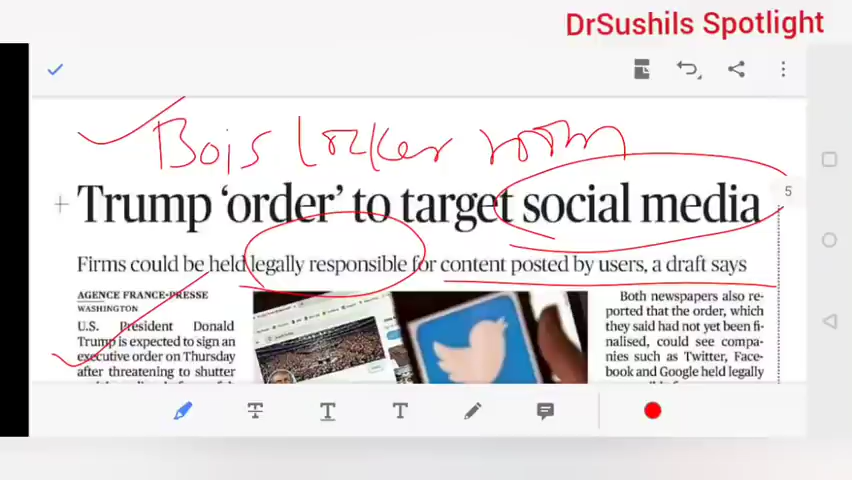 DrSushils Spotlight
Bois locker room
Trump ‘order’ to target social media
5
Firms could be held legally responsible for content posted by users, a draft says
AGENCE FRANCE-PRESSE
WASHINGTON
U.S. President Donald
Trump is expected to sign an
executive order on Thursday
after threatening to shutter
Both newspapers also re-
ported that the order, which
they said had not yet been fi-
nalised, could see compa-
nies such as Twitter, Face-
book and Google held legally
T T T